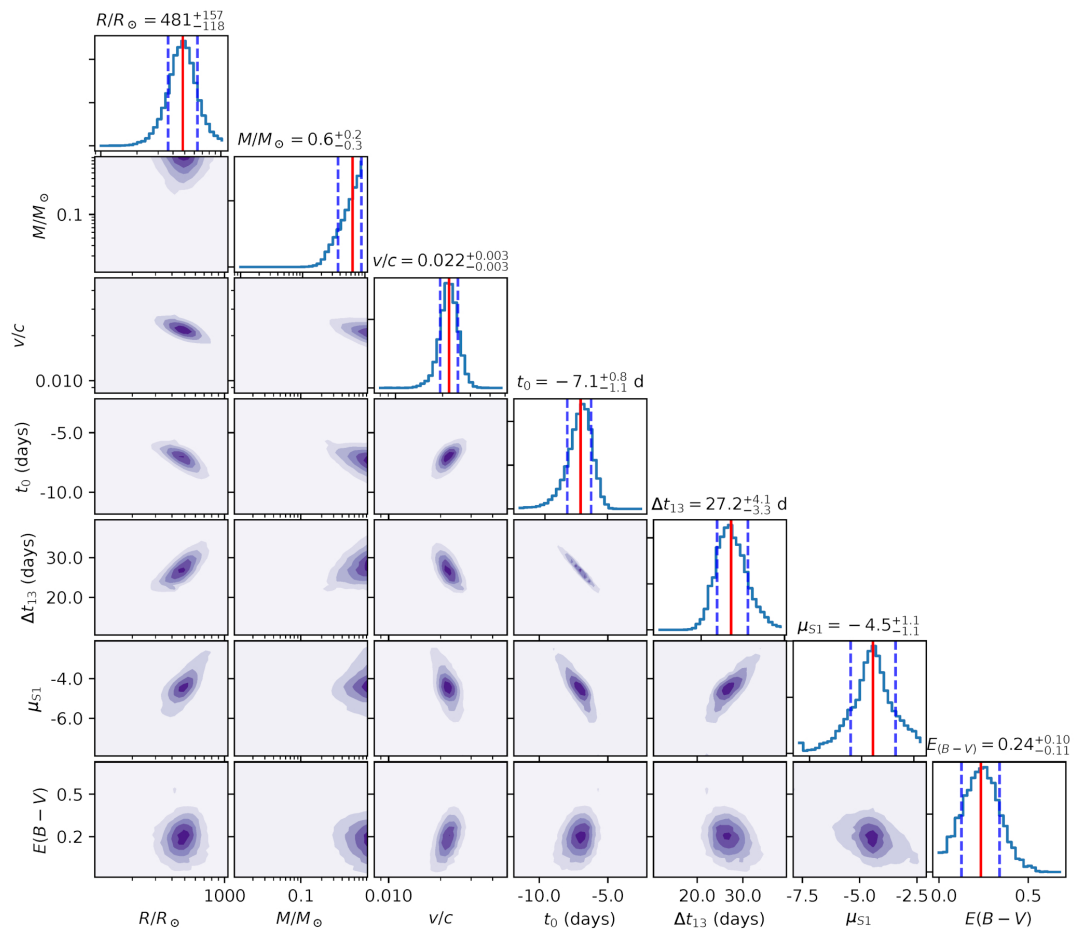 R/R⊙ = 481 +157 −118
M/M⊙ = 0.6 +0.2 −0.3
M/M⊙
0.1
v/c = 0.022 +0.003 −0.003
v/c
0.010
t0 = −7.1 +0.8 −1.1 d
t0 (days)
-5.0
-10.0
Δt13 = 27.2 +4.1 −3.3 d
Δt13 (days)
30.0
20.0
μS1 = −4.5 +1.1 −1.1
μS1
-4.0
-6.0
E(B−V) = 0.24 +0.10 −0.11
E(B − V)
0.5
0.2
1000 0.1 0.010 -10.0 -5.0 20.0 30.0 -7.5 -5.0 -2.5 0.0 0.5
R/R⊙ M/M⊙ v/c t0 (days) Δt13 (days) μS1 E(B − V)